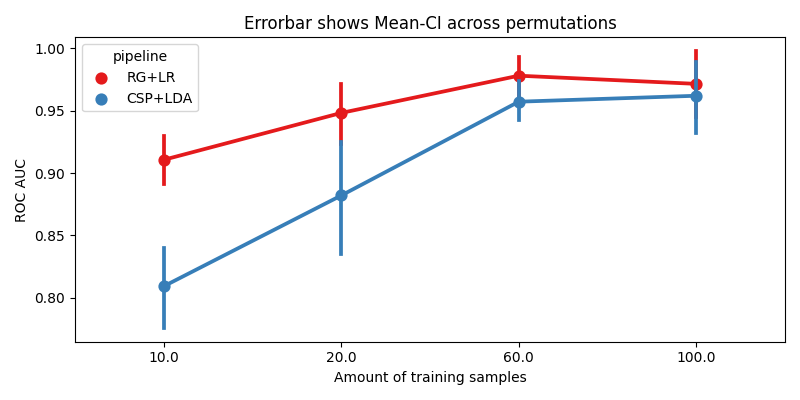 Errorbar shows Mean-CI across permutations
pipeline
RG+LR
CSP+LDA
ROC AUC
1.00
0.95
0.90
0.85
0.80
10.0
20.0
60.0
100.0
Amount of training samples